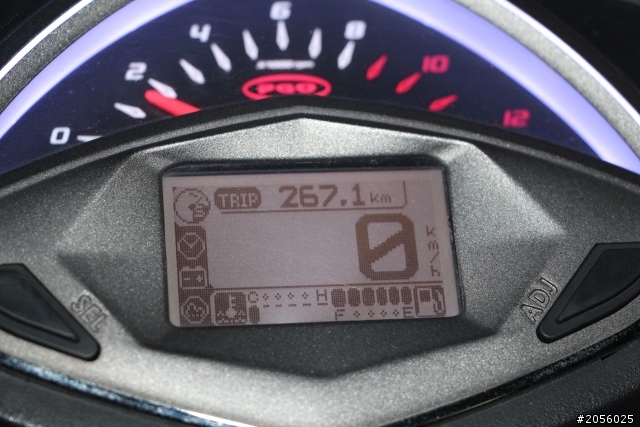 0 2 4 6 8 10 12
PGO
TRIP 267.1 km
0 km/h
C H
F E
SEL
ADJ
#2056025